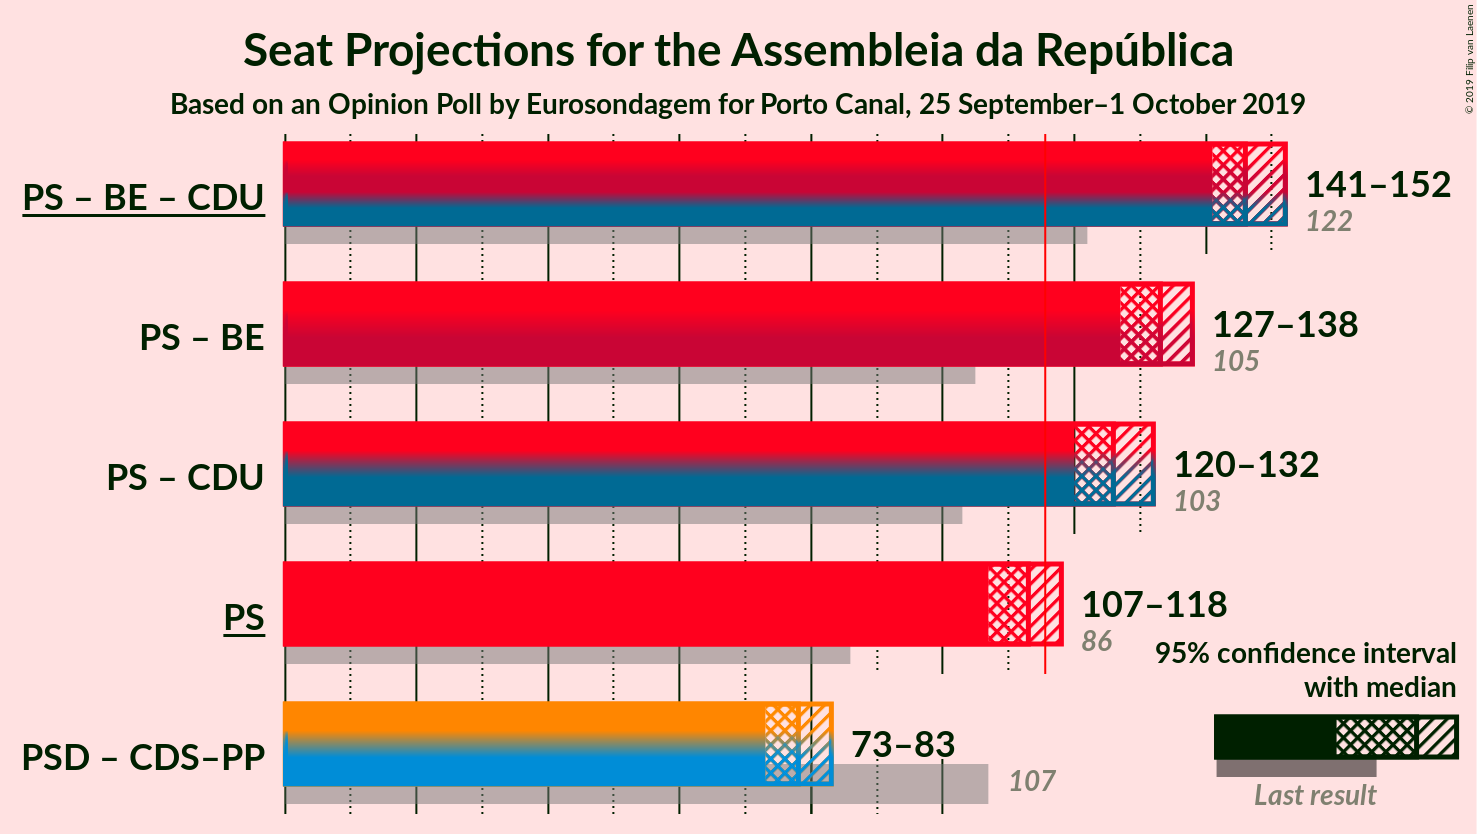 Seat Projections for the Assembleia da República
Based on an Opinion Poll by Eurosondagem for Porto Canal, 25 September–1 October 2019
© 2019 Filip van Laenen
PS – BE – CDU
141–152
122
PS – BE
127–138
105
PS – CDU
120–132
103
PS
107–118
86
PSD – CDS–PP
73–83
107
95% confidence interval
with median
Last result